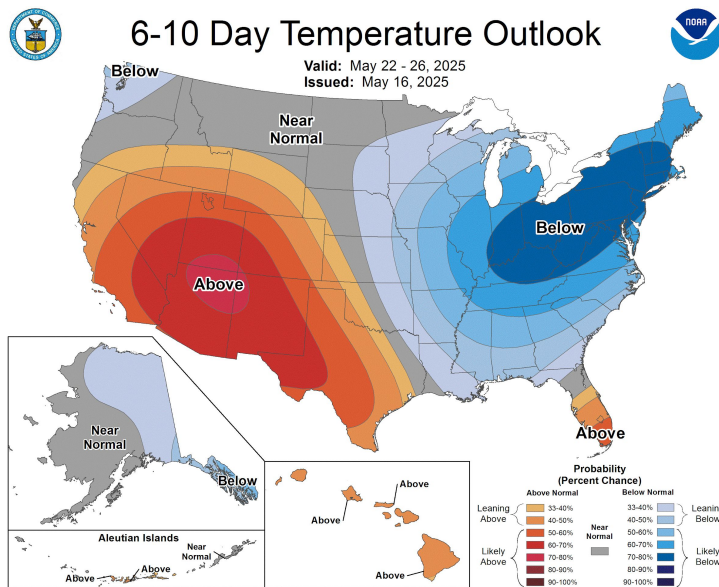 6-10 Day Temperature Outlook
NOAA
Valid: May 22 - 26, 2025
Issued: May 16, 2025
Below
Near
Normal
Below
Above
Above
Near
Normal
Below
Aleutian Islands
Above
Above
Near
Normal
Above
Above
Above
Probability
(Percent Chance)
Above Normal
Below Normal
Leaning
Above
33-40%
40-50%
Likely
Above
50-60%
60-70%
70-80%
80-90%
90-100%
Near
Normal
33-40%
40-50%
Leanin
Below
50-60%
60-70%
70-80%
80-90%
90-100%
Likely
Below